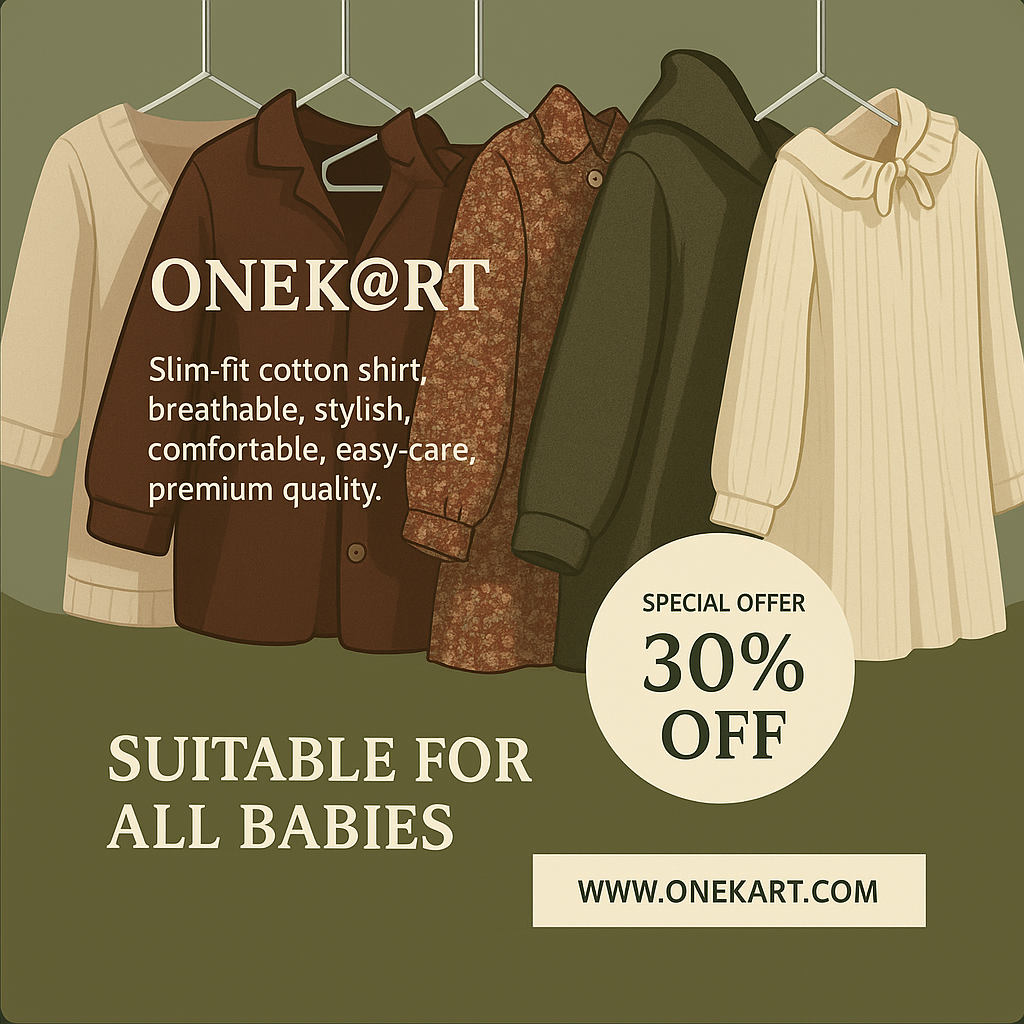 ONEK@RT
Slim-fit cotton shirt,
breathable, stylish,
comfortable, easy-care,
premium quality.
SPECIAL OFFER
30%
OFF
SUITABLE FOR
ALL BABIES
WWW.ONEKART.COM